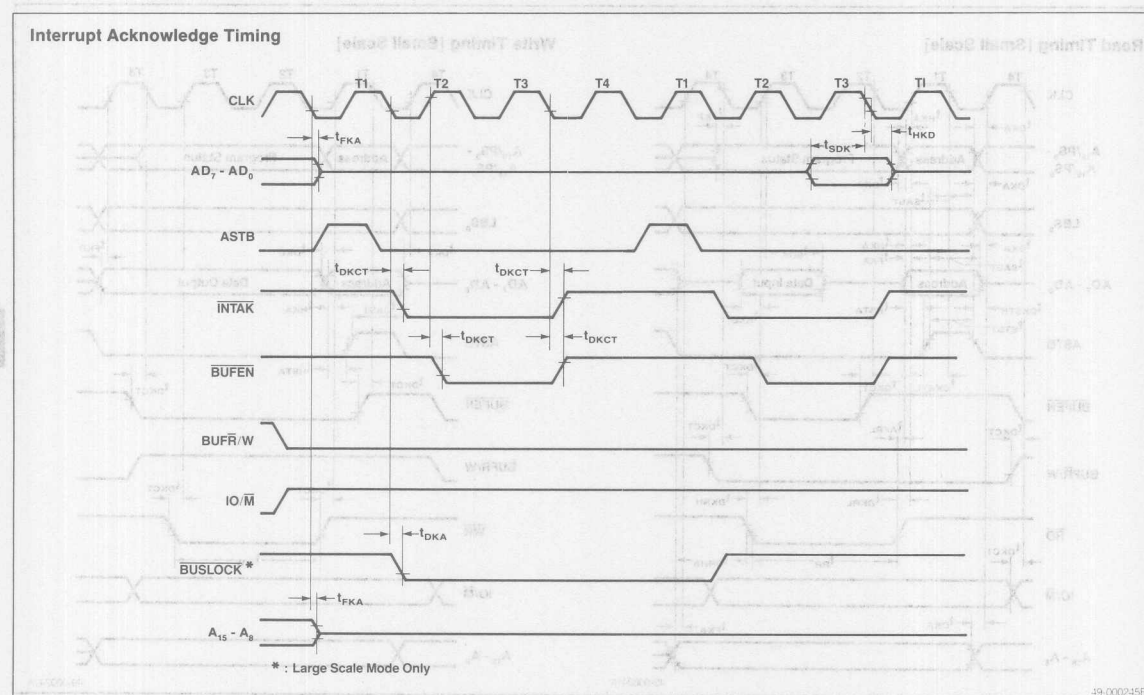 Interrupt Acknowledge Timing
CLK
T1
T2
T3
T4
T1
T2
T3
TI
tFKA
tHKD
tSDK
AD7 - AD0
ASTB
tDKCT
tDKCT
INTAK
tDKCT
tDKCT
BUFEN
BUFR/W
IO/M
tDKA
BUSLOCK *
tFKA
A15 - A8
* : Large Scale Mode Only